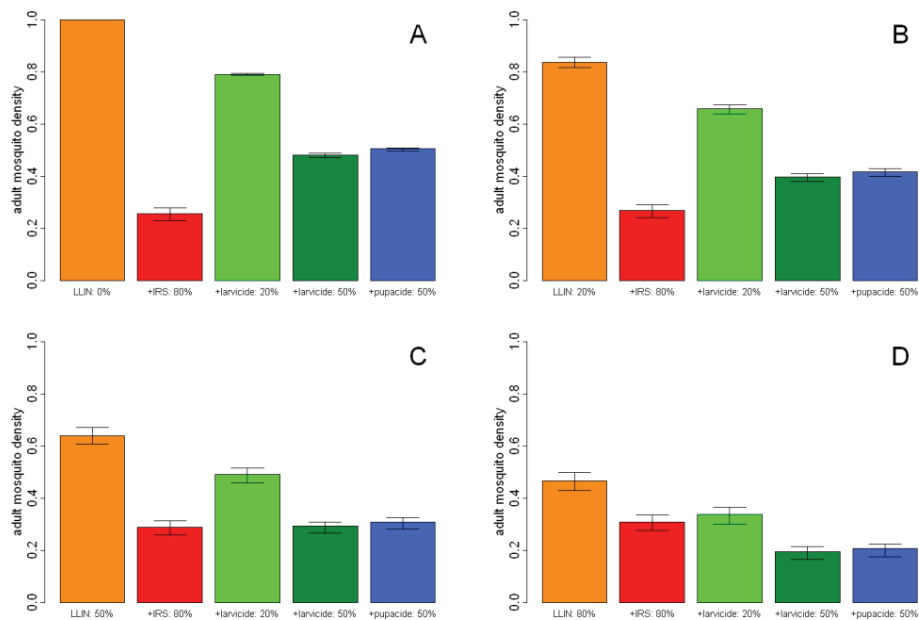 A
adult mosquito density
0.0 0.2 0.4 0.6 0.8 1.0
LLIN: 0% +IRS: 80% +larvicide: 20% +larvicide: 50% +pupacide: 50%
B
adult mosquito density
0.0 0.2 0.4 0.6 0.8 1.0
LLIN: 20% +IRS: 80% +larvicide: 20% +larvicide: 50% +pupacide: 50%
C
adult mosquito density
0.0 0.2 0.4 0.6 0.8 1.0
LLIN: 50% +IRS: 80% +larvicide: 20% +larvicide: 50% +pupacide: 50%
D
adult mosquito density
0.0 0.2 0.4 0.6 0.8 1.0
LLIN: 80% +IRS: 80% +larvicide: 20% +larvicide: 50% +pupacide: 50%